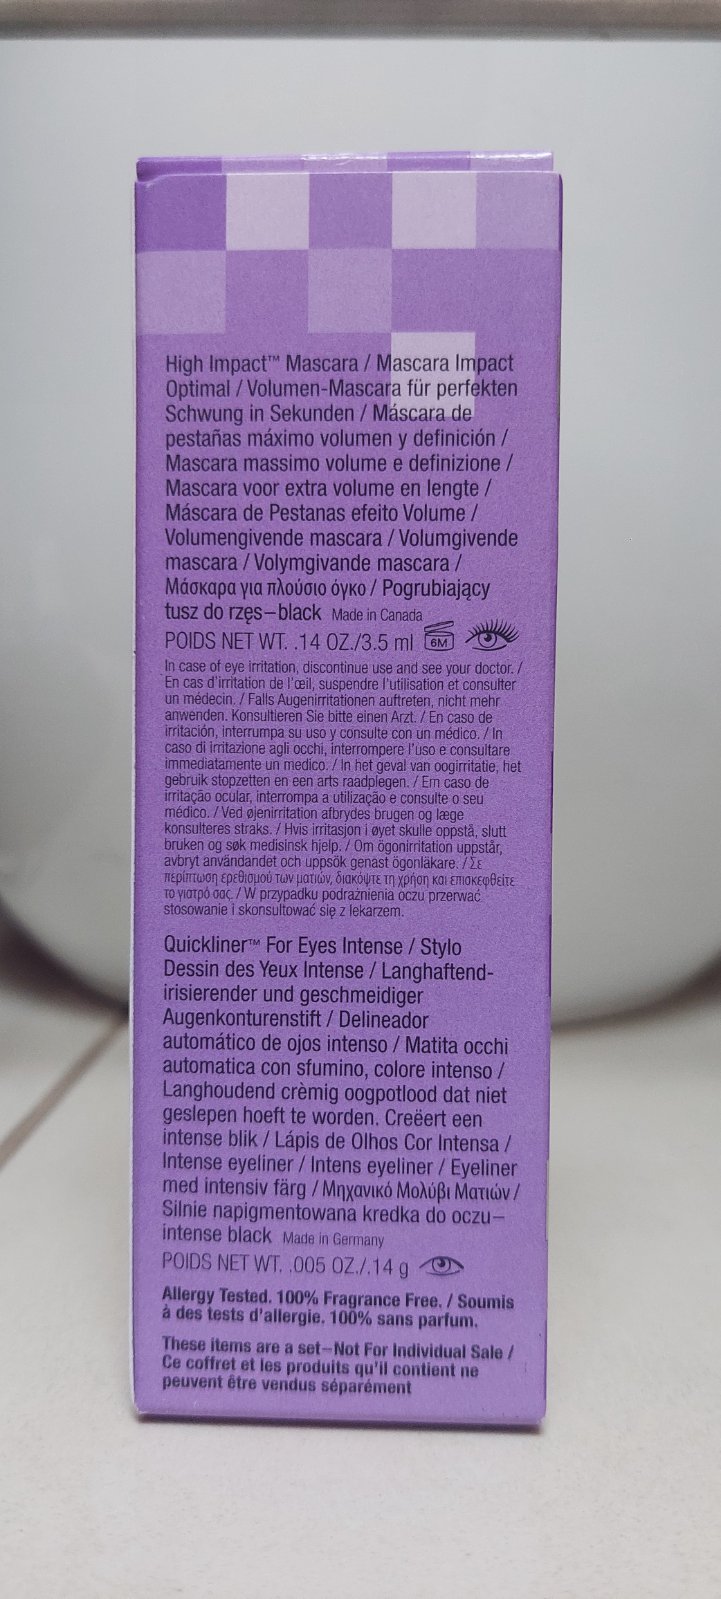 High Impact™ Mascara / Mascara Impact
Optimal / Volumen-Mascara für perfekten
Schwung in Sekunden / Máscara de
pestañas máximo volumen y definición /
Mascara massimo volume e definizione /
Mascara voor extra volume en lengte /
Máscara de Pestanas efeito Volume /
Volumengivende mascara / Volumgivende
mascara / Volymgivande mascara /
Μάσκαρα για πλούσιο όγκο / Pogrubiający
tusz do rzęs–black Made in Canada
POIDS NET WT. .14 OZ./3.5 ml 6M
In case of eye irritation, discontinue use and see your doctor. /
En cas d'irritation de l'œil, suspendre l'utilisation et consulter
un médecin. / Falls Augenirritationen auftreten, nicht mehr
anwenden. Konsultieren Sie bitte einen Arzt. / En caso de
irritación, interrumpa su uso y consulte con un médico. / In
caso di irritazione agli occhi, interrompere l'uso e consultare
immediatamente un medico. / In het geval van oogirritatie, het
gebruik stopzetten en een arts raadplegen. / Em caso de
irritação ocular, interrompa a utilização e consulte o seu
médico. / Ved øjenirritation afbrydes brugen og læge
konsulteres straks. / Hvis irritasjon i øyet skulle oppstå, slutt
bruken og søk medisinsk hjelp. / Om ögonirritation uppstår,
avbryt användandet och uppsök genast ögonläkare. / Σε
περίπτωση ερεθισμού των ματιών, διακόψτε τη χρήση και επισκεφθείτε
το γιατρό σας. / W przypadku podrażnienia oczu przerwać
stosowanie i skonsultować się z lekarzem.
Quickliner™ For Eyes Intense / Stylo
Dessin des Yeux Intense / Langhaftend-
irisierender und geschmeidiger
Augenkonturenstift / Delineador
automático de ojos intenso / Matita occhi
automatica con sfumino, colore intenso /
Langhoudend crèmig oogpotlood dat niet
geslepen hoeft te worden. Creëert een
intense blik / Lápis de Olhos Cor Intensa /
Intense eyeliner / Intens eyeliner / Eyeliner
med intensiv färg / Μηχανικό Μολύβι Ματιών /
Silnie napigmentowana kredka do oczu–
intense black Made in Germany
POIDS NET WT. .005 OZ./.14 g
Allergy Tested. 100% Fragrance Free. / Soumis
à des tests d'allergie. 100% sans parfum.
These items are a set–Not For Individual Sale /
Ce coffret et les produits qu'il contient ne
peuvent être vendus séparément